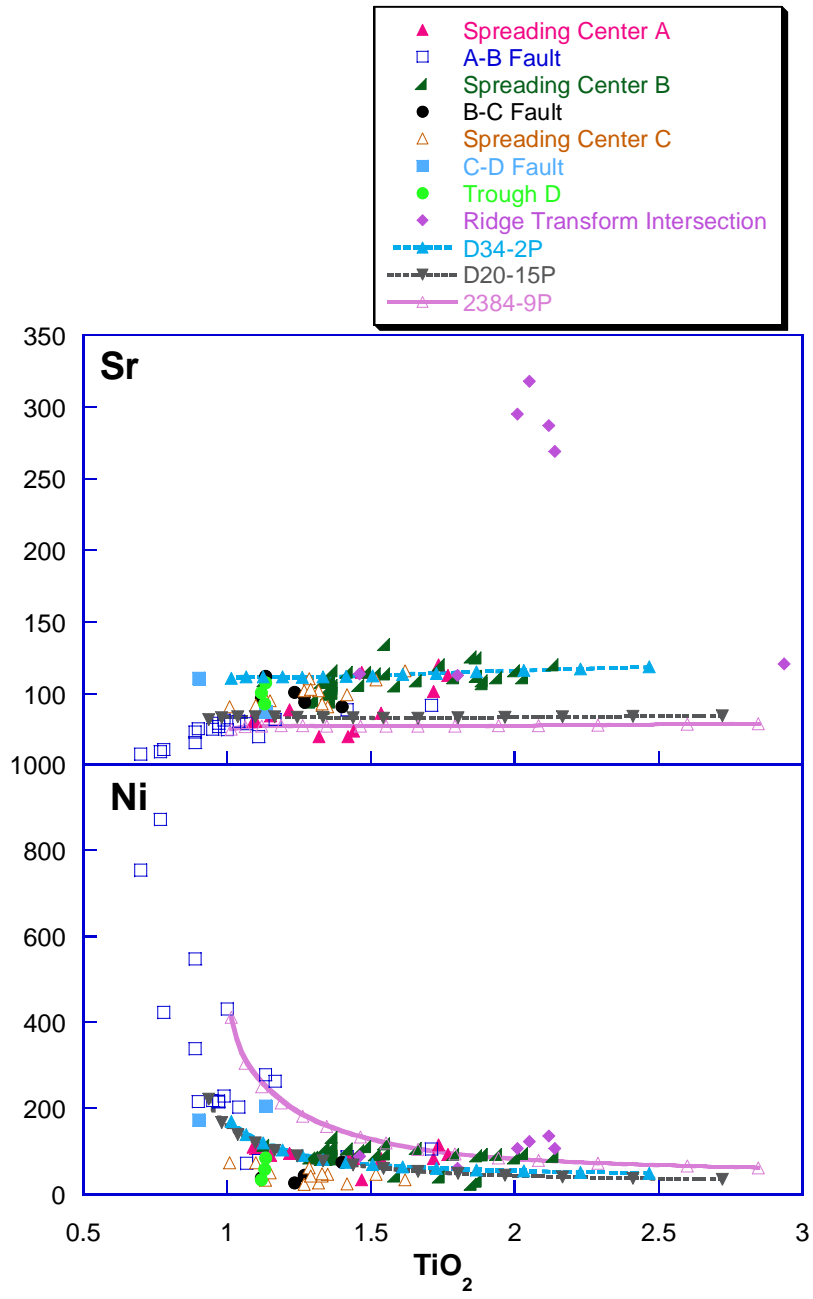 Spreading Center A
A-B Fault
Spreading Center B
B-C Fault
Spreading Center C
C-D Fault
Trough D
Ridge Transform Intersection
D34-2P
D20-15P
2384-9P
350
Sr
300
250
200
150
100
1000
Ni
800
600
400
200
0
0.5 1 1.5 2 2.5 3
TiO₂